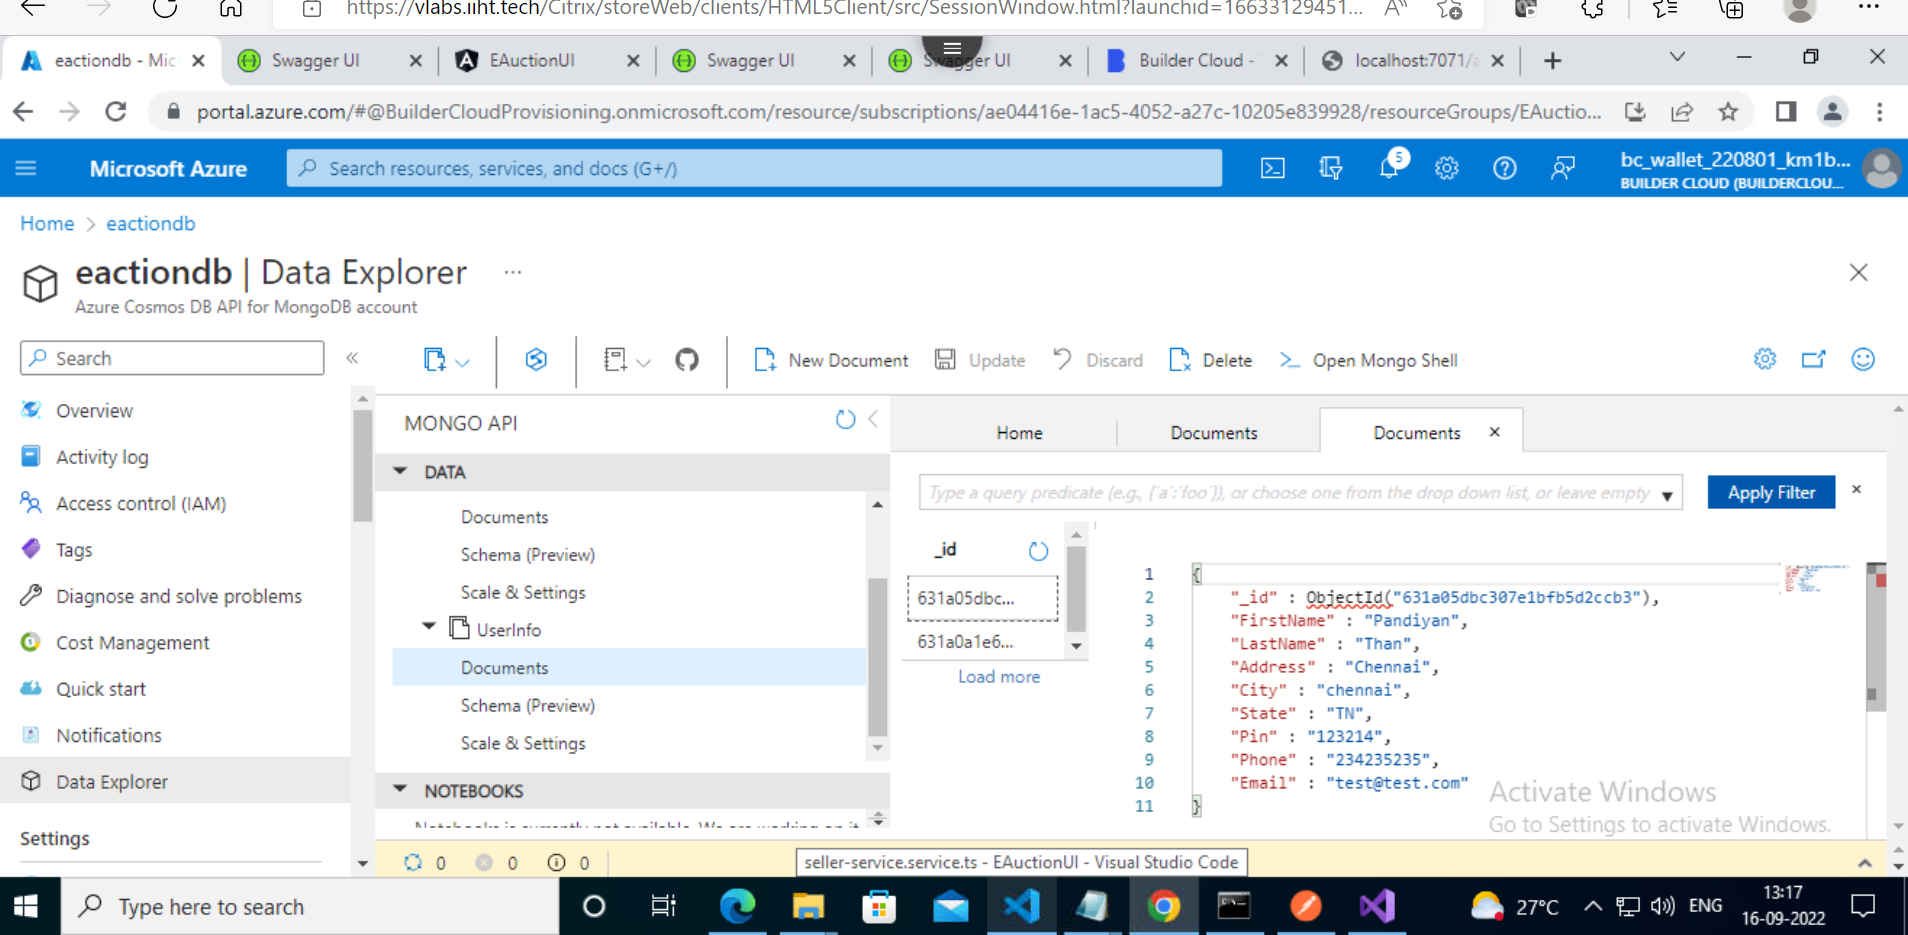 https://vlabs.iiht.tech/Citrix/storeWeb/clients/HTML5Client/src/SessionWindow.html?launchid=16633129451...
eactiondb - Mic
Swagger UI
EAuctionUI
Swagger UI
Swagger UI
Builder Cloud -
localhost:7071/a
portal.azure.com/#@BuilderCloudProvisioning.onmicrosoft.com/resource/subscriptions/ae04416e-1ac5-4052-a27c-10205e839928/resourceGroups/EAuctio...
Microsoft Azure
Search resources, services, and docs (G+/)
5
bc_wallet_220801_km1b...
BUILDER CLOUD (BUILDERCLOU...
Home > eactiondb
eactiondb | Data Explorer ...
Azure Cosmos DB API for MongoDB account
Search
New Document
Update
Discard
Delete
Open Mongo Shell
Overview
Activity log
Access control (IAM)
Tags
Diagnose and solve problems
Cost Management
Quick start
Notifications
Data Explorer
Settings
MONGO API
DATA
Documents
Schema (Preview)
Scale & Settings
UserInfo
Documents
Schema (Preview)
Scale & Settings
NOTEBOOKS
Home
Documents
Documents
Type a query predicate (e.g., {´a´:´foo´}), or choose one from the drop down list, or leave empty
Apply Filter
_id
631a05dbc...
631a0a1e6...
Load more
1 {
2 "_id" : ObjectId("631a05dbc307e1bfb5d2ccb3"),
3 "FirstName" : "Pandiyan",
4 "LastName" : "Than",
5 "Address" : "Chennai",
6 "City" : "chennai",
7 "State" : "TN",
8 "Pin" : "123214",
9 "Phone" : "234235235",
10 "Email" : "test@test.com"
11 }
Activate Windows
Go to Settings to activate Windows.
0 0 0
seller-service.service.ts - EAuctionUI - Visual Studio Code
Type here to search
27°C
ENG
13:17
16-09-2022